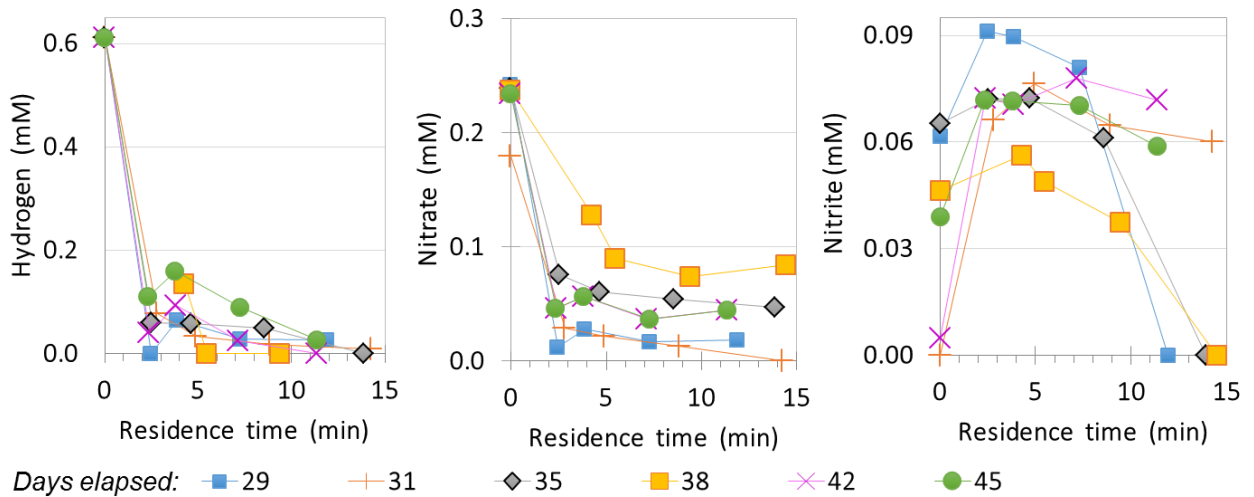 Hydrogen (mM)
0.6
0.4
0.2
0.0
0 5 10 15
Residence time (min)
Nitrate (mM)
0.3
0.2
0.1
0.0
0 5 10 15
Residence time (min)
Nitrite (mM)
0.09
0.06
0.03
0.00
0 5 10 15
Residence time (min)
Days elapsed: 29 31 35 38 42 45